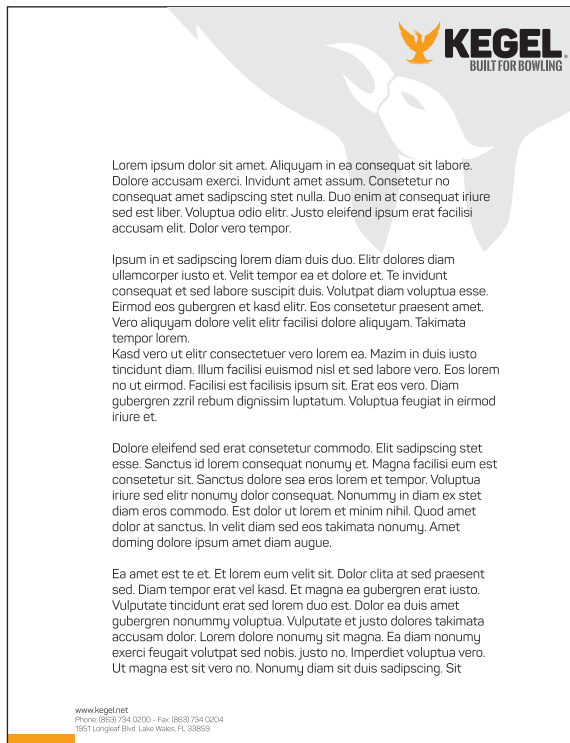 KEGEL
BUILT FOR BOWLING
Lorem ipsum dolor sit amet. Aliquyam in ea consequat sit labore.
Dolore accusam exerci. Invidunt amet assum. Consetetur no
consequat amet sadipscing stet nulla. Duo enim at consequat iriure
sed est liber. Voluptua odio elitr. Justo eleifend ipsum erat facilisi
accusam elit. Dolor vero tempor.
Ipsum in et sadipscing lorem diam duis duo. Elitr dolores diam
ullamcorper iusto et. Velit tempor ea et dolore et. Te invidunt
consequat et sed labore suscipit duis. Volutpat diam voluptua esse.
Eirmod eos gubergren et kasd elitr. Eos consetetur praesent amet.
Vero aliquyam dolore velit elitr facilisi dolore aliquyam. Takimata
tempor lorem.
Kasd vero ut elitr consectetuer vero lorem ea. Mazim in duis iusto
tincidunt diam. Illum facilisi euismod nisl et sed labore vero. Eos lorem
no ut eirmod. Facilisi est facilisis ipsum sit. Erat eos vero. Diam
gubergren zzril rebum dignissim luptatum. Voluptua feugiat in eirmod
iriure et.
Dolore eleifend sed erat consetetur commodo. Elit sadipscing stet
esse. Sanctus id lorem consequat nonumy et. Magna facilisi eum est
consetetur sit. Sanctus dolore sea eros lorem et tempor. Voluptua
iriure sed elitr nonumy dolor consequat. Nonummy in diam ex stet
diam eros commodo. Est dolor ut lorem et minim nihil. Quod amet
dolor at sanctus. In velit diam sed eos takimata nonumy. Amet
doming dolore ipsum amet diam augue.
Ea amet est te et. Et lorem eum velit sit. Dolor clita at sed praesent
sed. Diam tempor erat vel kasd. Et magna ea gubergren erat iusto.
Vulputate tincidunt erat sed lorem duo est. Dolor ea duis amet
gubergren nonummy voluptua. Vulputate et justo dolores takimata
accusam dolor. Lorem dolore nonumy sit magna. Ea diam nonumy
exerci feugait volutpat sed nobis. justo no. Imperdiet voluptua vero.
Ut magna est sit vero no. Nonumy diam sit duis sadipscing. Sit
www.kegel.net
Phone: (863) 734 0200 - Fax: (863) 734 0204
1951 Longleaf Blvd. Lake Wales, FL 33859